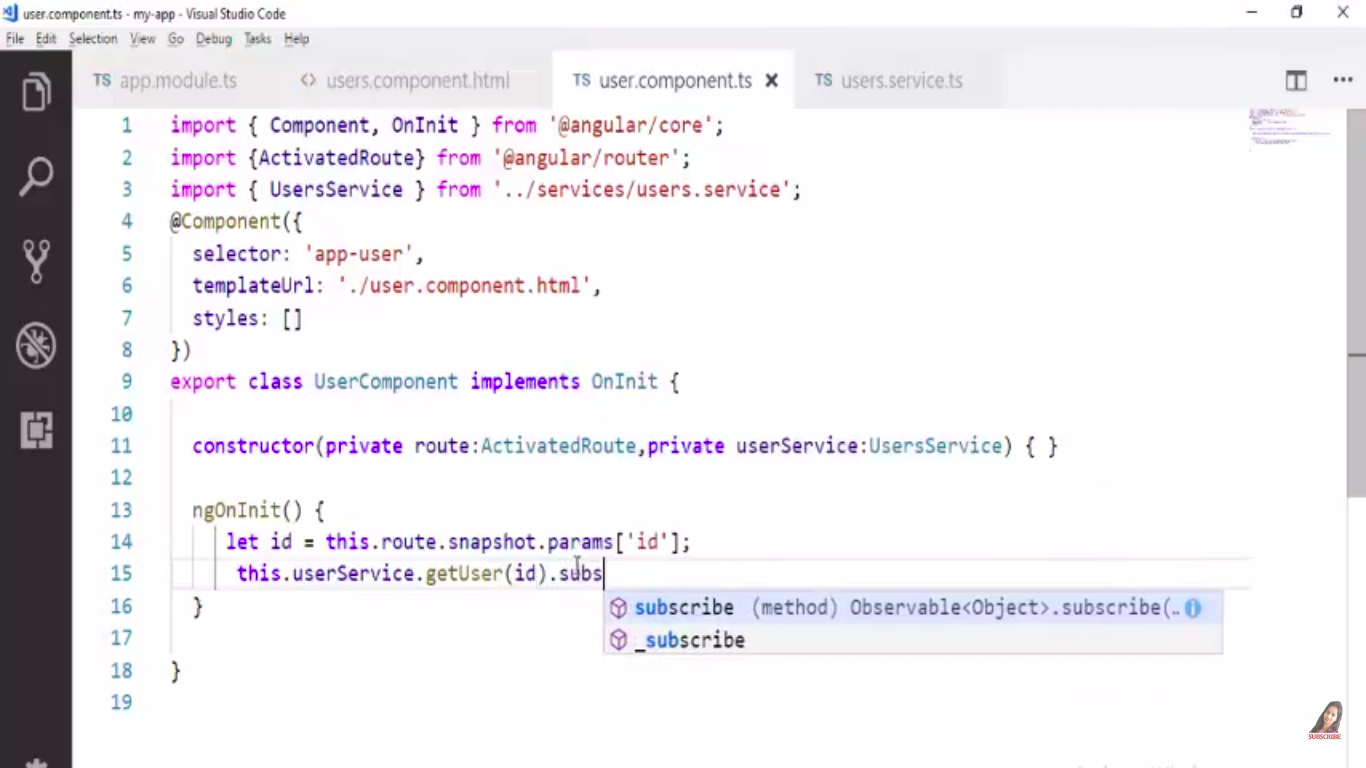 user.component.ts - my-app - Visual Studio Code
File Edit Selection View Go Debug Tasks Help
TS app.module.ts <> users.component.html TS user.component.ts TS users.service.ts
1 import { Component, OnInit } from '@angular/core';
2 import {ActivatedRoute} from '@angular/router';
3 import { UsersService } from '../services/users.service';
4 @Component({
5 selector: 'app-user',
6 templateUrl: './user.component.html',
7 styles: []
8 })
9 export class UserComponent implements OnInit {
10
11 constructor(private route:ActivatedRoute,private userService:UsersService) { }
12
13 ngOnInit() {
14 let id = this.route.snapshot.params['id'];
15 this.userService.getUser(id).subs
subscribe (method) Observable<Object>.subscribe(…
16 }
_subscribe
17
18 }
19
SUBSCRIBE